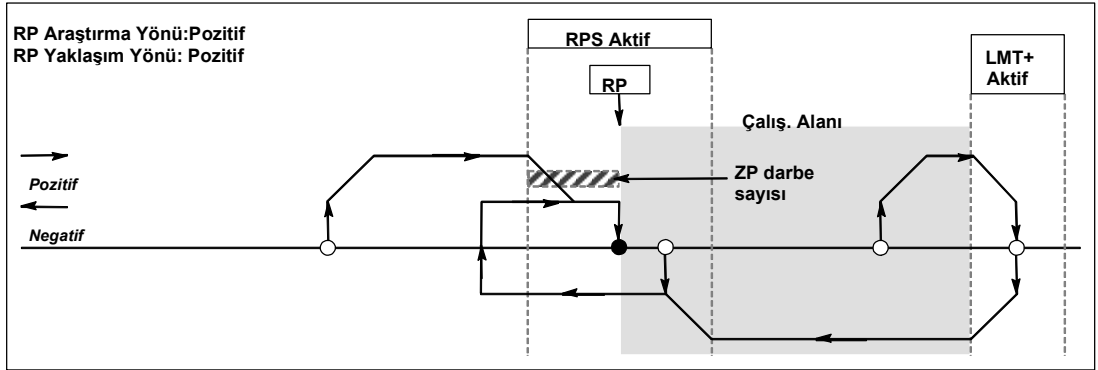 RP Araştırma Yönü:Pozitif
RP Yaklaşım Yönü: Pozitif
RPS Aktif
RP
LMT+
Aktif
Çalış. Alanı
ZP darbe
sayısı
Pozitif
Negatif